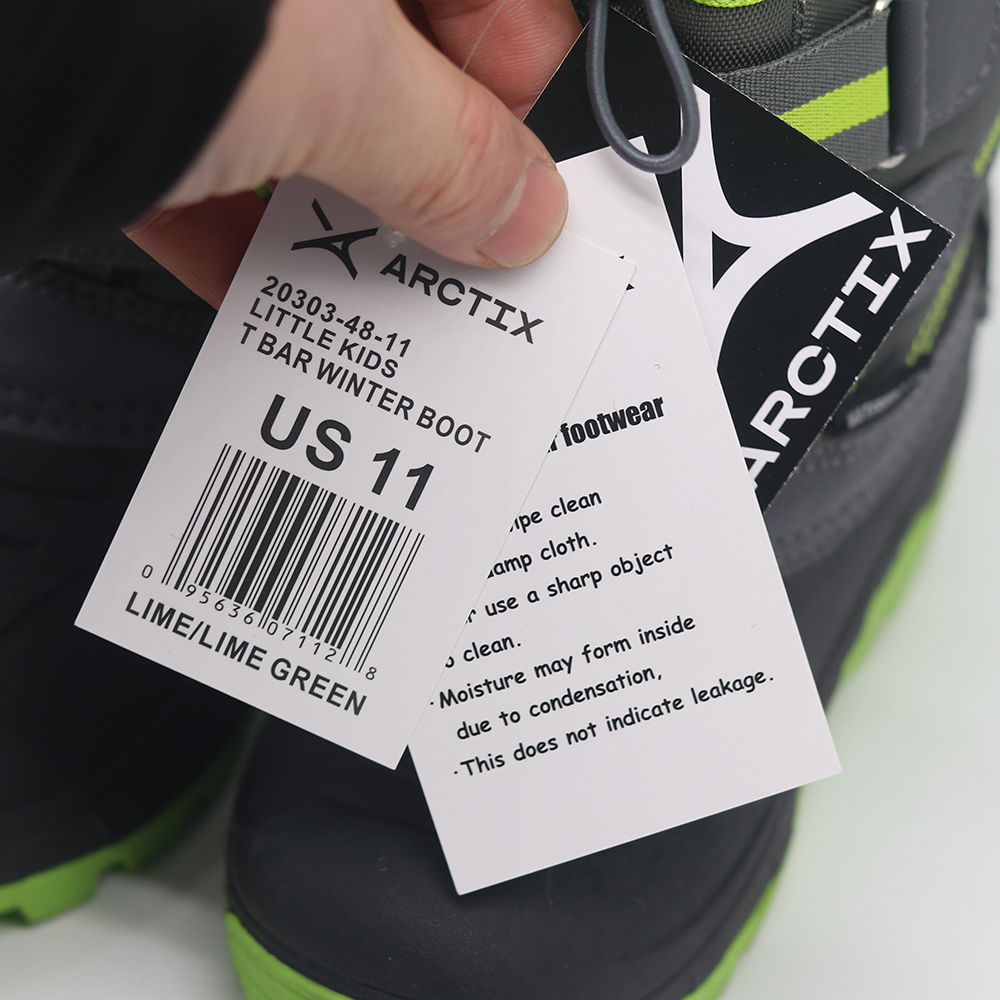 ARCTIX
20303-48-11
LITTLE KIDS
T BAR WINTER BOOT
US 11
0 95636 07112 8
LIME/LIME GREEN
footwear
clean
cloth.
use a sharp object
clean.
·Moisture may form inside
due to condensation,
·This does not indicate leakage.
ARCTIX